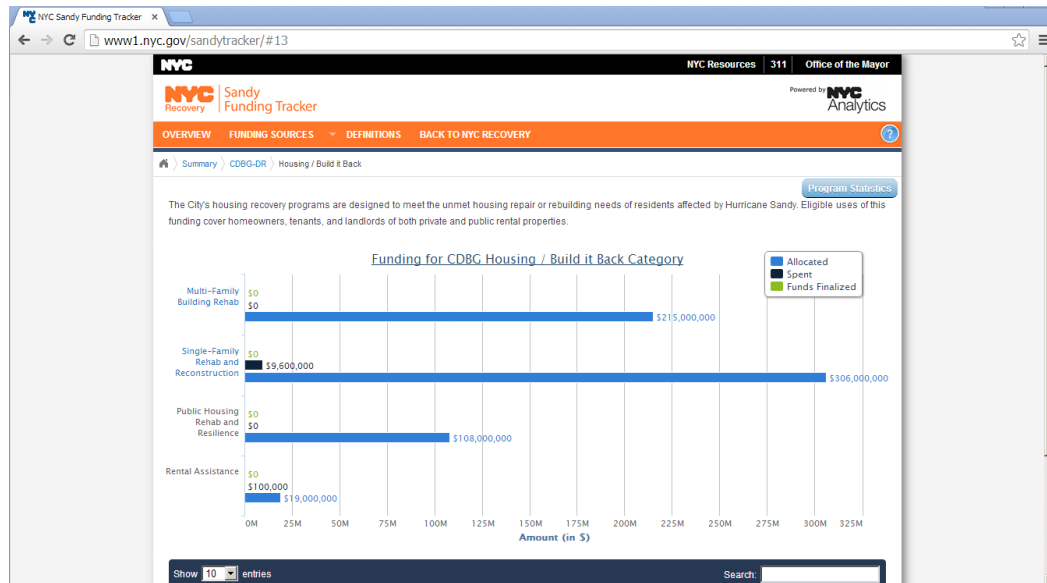 NYC Sandy Funding Tracker ×
www1.nyc.gov/sandytracker/#13
NYC
NYC Resources 311 Office of the Mayor
NYC Recovery
Sandy Funding Tracker
Powered by NYC Analytics
OVERVIEW FUNDING SOURCES DEFINITIONS BACK TO NYC RECOVERY ?
Summary CDBG-DR Housing / Build it Back
Program Statistics
The City's housing recovery programs are designed to meet the unmet housing repair or rebuilding needs of residents affected by Hurricane Sandy. Eligible uses of this
funding cover homeowners, tenants, and landlords of both private and public rental properties.
Funding for CDBG Housing / Build it Back Category
Allocated
Spent
Funds Finalized
Multi-Family
Building Rehab
$0
$0
$215,000,000
Single-Family
Rehab and
Reconstruction
$0
$9,600,000
$306,000,000
Public Housing
Rehab and
Resilience
$0
$0
$108,000,000
Rental Assistance
$0
$100,000
$19,000,000
0M 25M 50M 75M 100M 125M 150M 175M 200M 225M 250M 275M 300M 325M
Amount (in $)
Show 10 entries
Search: